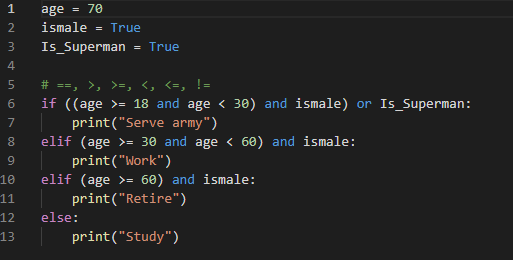 1 age = 70
2 ismale = True
3 Is_Superman = True
4
5 # ==, >, >=, <, <=, !=
6 if ((age >= 18 and age < 30) and ismale) or Is_Superman:
7     print("Serve army")
8 elif (age >= 30 and age < 60) and ismale:
9     print("Work")
10 elif (age >= 60) and ismale:
11     print("Retire")
12 else:
13     print("Study")